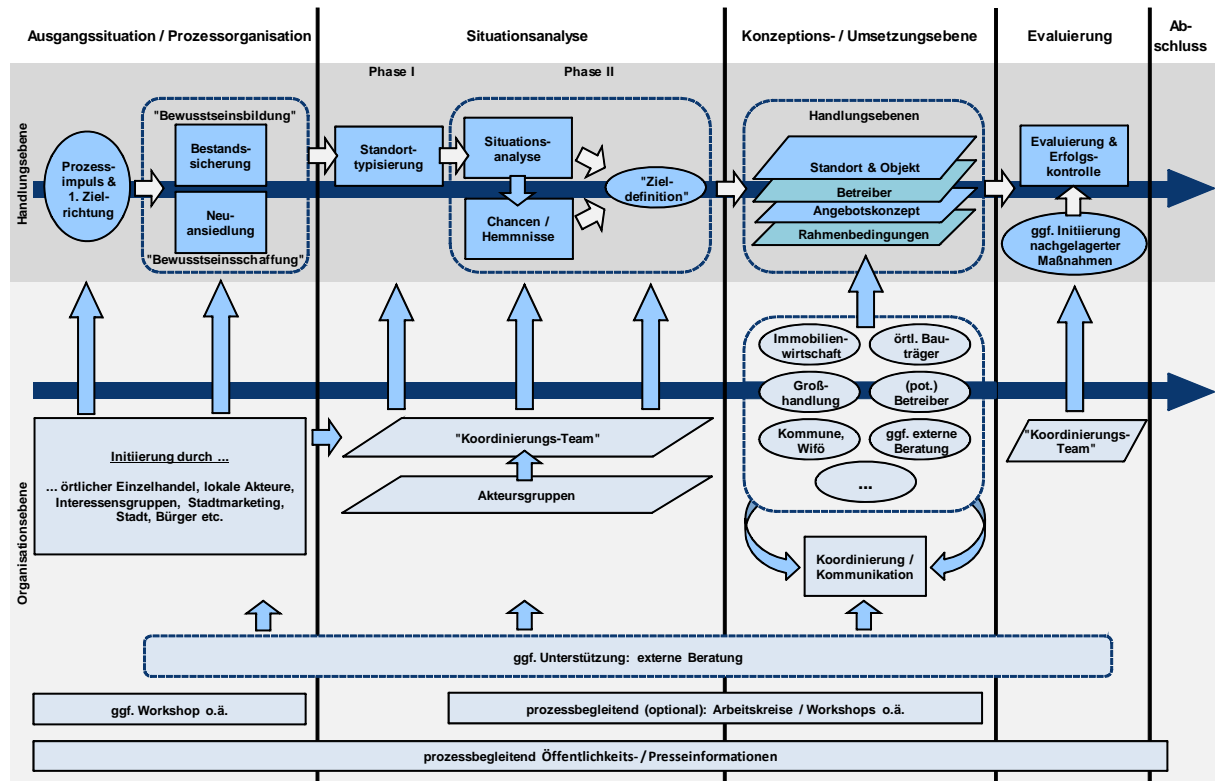 Ausgangssituation / Prozessorganisation
Situationsanalyse
Konzeptions- / Umsetzungsebene
Evaluierung
Ab-
schluss
Handlungsebene
Phase I
Phase II
"Bewusstseinsbildung"
Prozess-
impuls &
1. Ziel-
richtung
Bestands-
sicherung
Neu-
ansiedlung
"Bewusstseinsschaffung"
Standort-
typisierung
Situations-
analyse
Chancen /
Hemmnisse
"Ziel-
definition"
Handlungsebenen
Standort & Objekt
Betreiber
Angebotskonzept
Rahmenbedingungen
Evaluierung &
Erfolgs-
kontrolle
ggf. Initiierung
nachgelagerter
Maßnahmen
Organisationsebene
Initiierung durch ...
... örtlicher Einzelhandel, lokale Akteure,
Interessensgruppen, Stadtmarketing,
Stadt, Bürger etc.
"Koordinierungs-Team"
Akteursgruppen
Immobilien-
wirtschaft
örtl. Bau-
träger
Groß-
handlung
(pot.)
Betreiber
Kommune,
Wifö
ggf. externe
Beratung
...
Koordinierung /
Kommunikation
"Koordinierungs-
Team"
ggf. Unterstützung: externe Beratung
ggf. Workshop o.ä.
prozessbegleitend (optional): Arbeitskreise / Workshops o.ä.
prozessbegleitend Öffentlichkeits-/ Presseinformationen